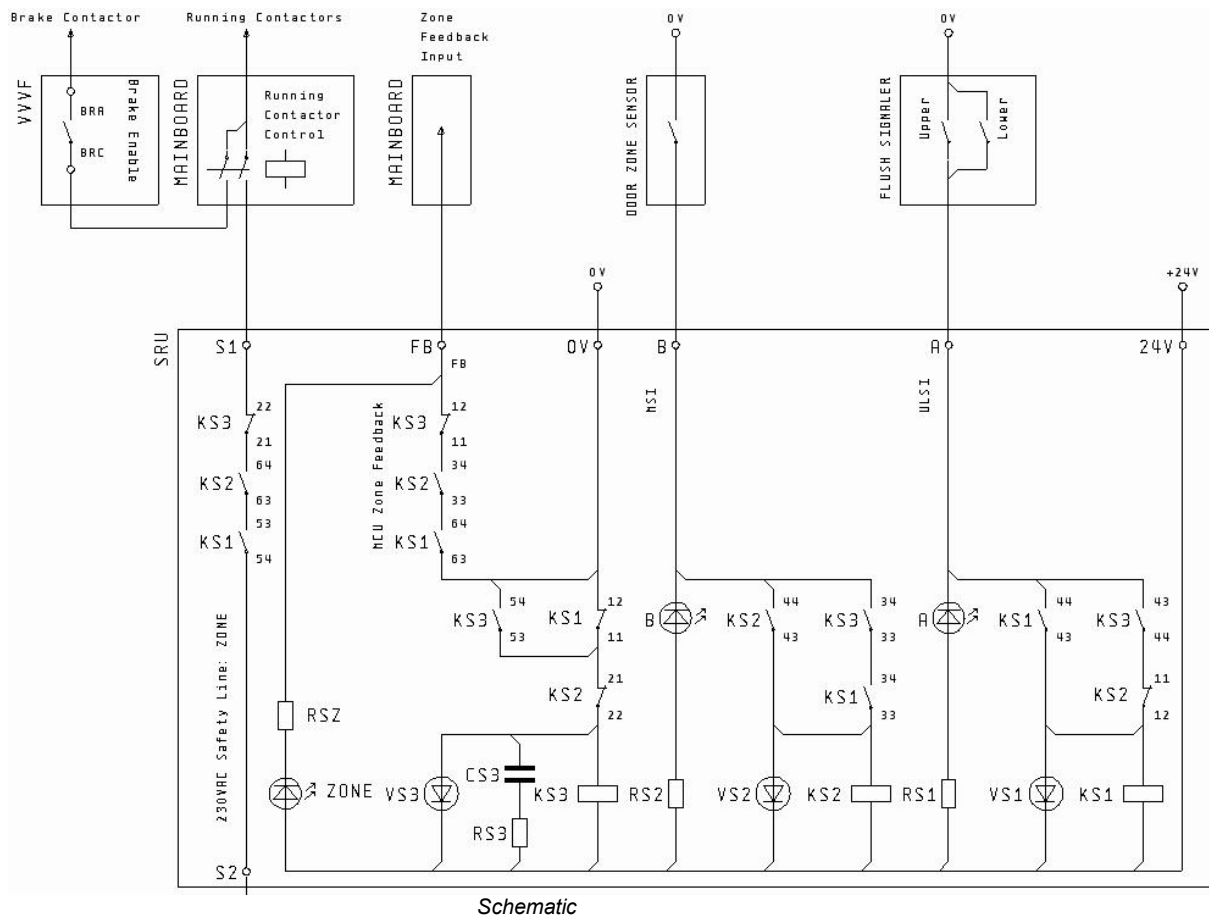 Brake Contactor
Running Contactors
Zone
Feedback
Input
0V
0V
VVVF
BRA
BRC
Brake Enable
MAINBOARD
Running
Contactor
Control
MAINBOARD
DOOR ZONE SENSOR
FLUSH SIGNALER
Upper
Lower
0V
+24V
SRU
S1
FB
0V
B
A
24V
FB
MSI
ULSI
KS3
22
21
KS2
64
63
KS1
53
54
MCU Zone Feedback
KS3
12
11
KS2
34
33
KS1
64
63
KS3
54
53
KS1
12
11
KS2
21
22
B
KS2
44
43
KS3
34
33
KS1
34
33
A
KS1
44
43
KS3
43
44
KS2
11
12
230VAC Safety Line: ZONE
RSZ
ZONE
VS3
CS3
RS3
KS3
RS2
VS2
KS2
RS1
VS1
KS1
S2
Schematic